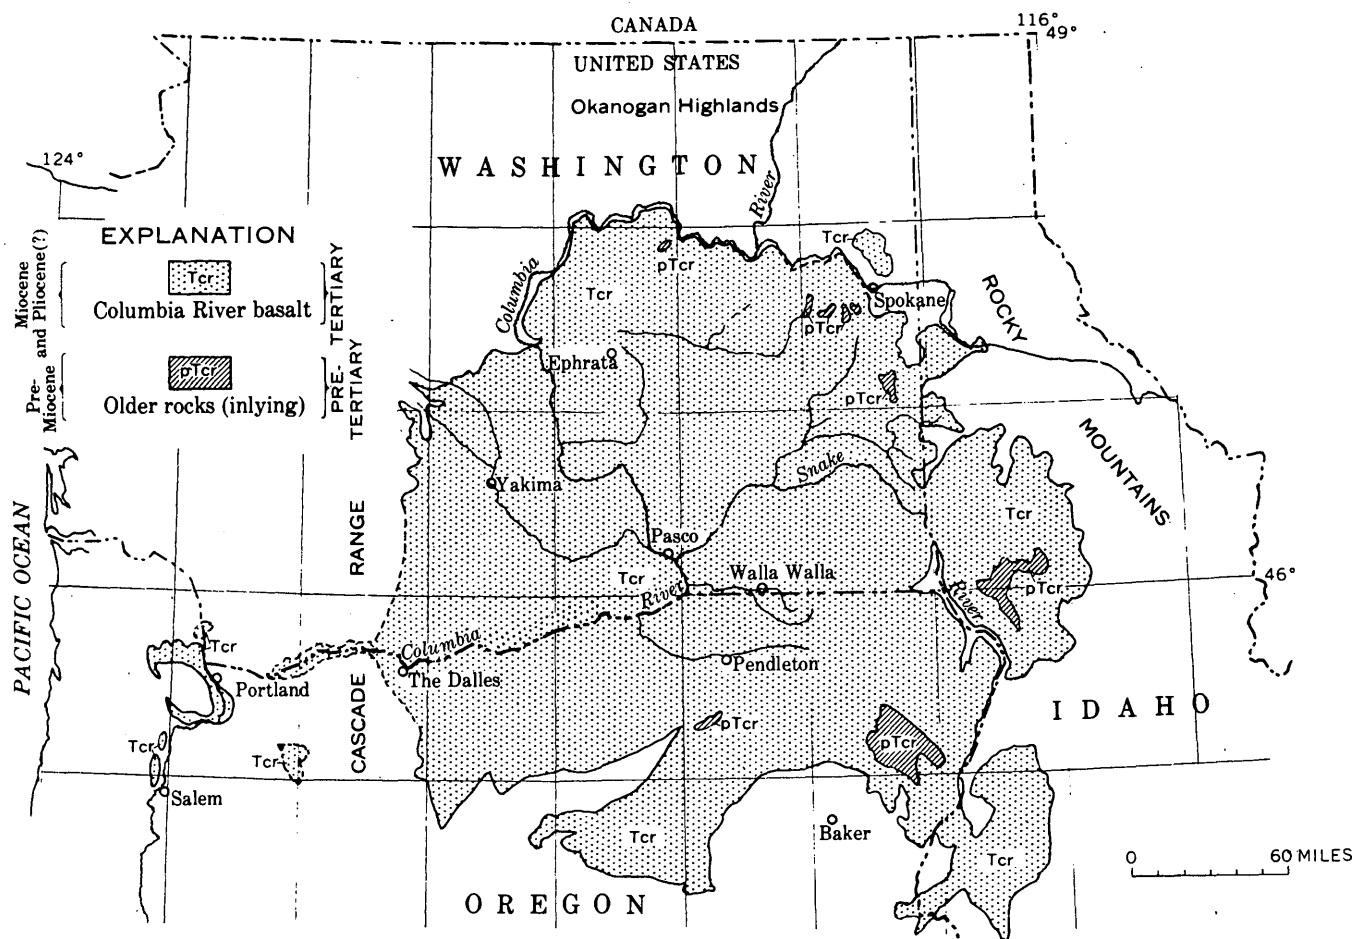 CANADA
116°
49°
UNITED STATES
Okanogan Highlands
124°
WASHINGTON
River
EXPLANATION
Miocene
and Pliocene(?)
Tcr
Columbia River basalt
TERTIARY
Pre-
Miocene
pTcr
Older rocks (inlying)
PRE-
TERTIARY
Tcr
pTcr
Columbia
Tcr
Spokane
pTcr
ROCKY
Ephrata
pTcr
MOUNTAINS
Snake
Yakima
Tcr
PACIFIC OCEAN
CASCADE RANGE
Pasco
Tcr
Walla Walla
River
River
pTcr
46°
Tcr
Columbia
Pendleton
Portland
The Dalles
IDAHO
pTcr
pTcr
Tcr
Tcr
Salem
Tcr
Baker
Tcr
0 60 MILES
OREGON